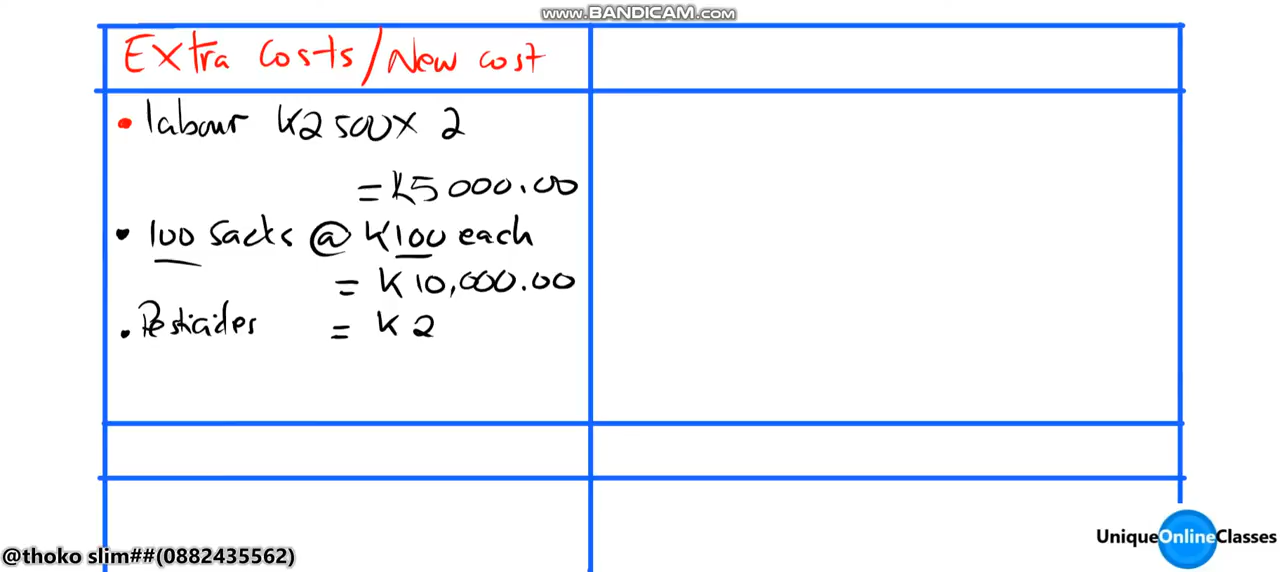 www.BANDICAM.com
Extra costs/New cost
• labour K2500X 2
= K5000.00
• 100 Sacks @ K100 each
= K10,000.00
• Pesticides = K2
UniqueOnlineClasses
@thoko slim##(0882435562)